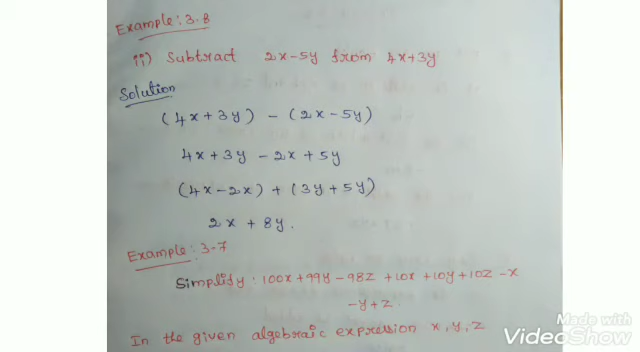 Example: 3.8
ii) Subtract 2x-5y from 4x+3y
Solution
(4x+3y) - (2x-5y)
4x+3y - 2x+5y
(4x-2x) + (3y+5y)
2x + 8y.
Example: 3-7
Simplify: 100x+99y-98z+10x+10y+10z-x
-y+z.
In the given algebraic expression x, y, z
Made with
VideoShow